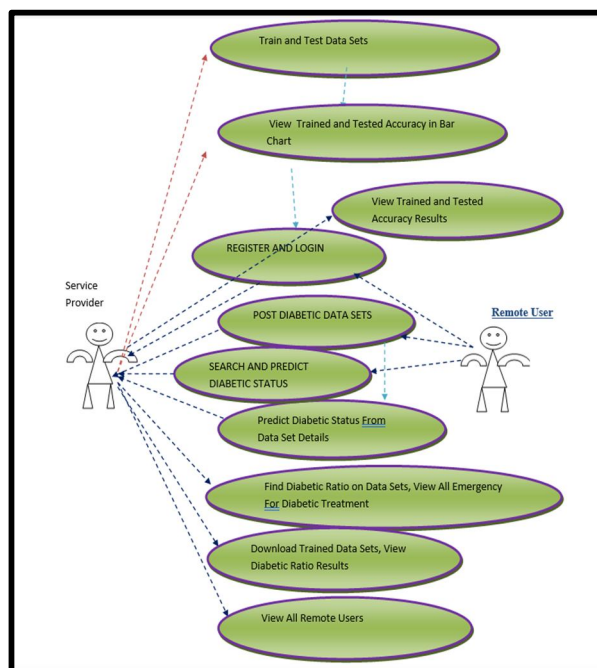 Train and Test Data Sets
View Trained and Tested Accuracy in Bar
Chart
View Trained and Tested
Accuracy Results
REGISTER AND LOGIN
Service
Provider
POST DIABETIC DATA SETS
Remote User
SEARCH AND PREDICT
DIABETIC STATUS
Predict Diabetic Status From
Data Set Details
Find Diabetic Ratio on Data Sets, View All Emergency
For Diabetic Treatment
Download Trained Data Sets, View
Diabetic Ratio Results
View All Remote Users